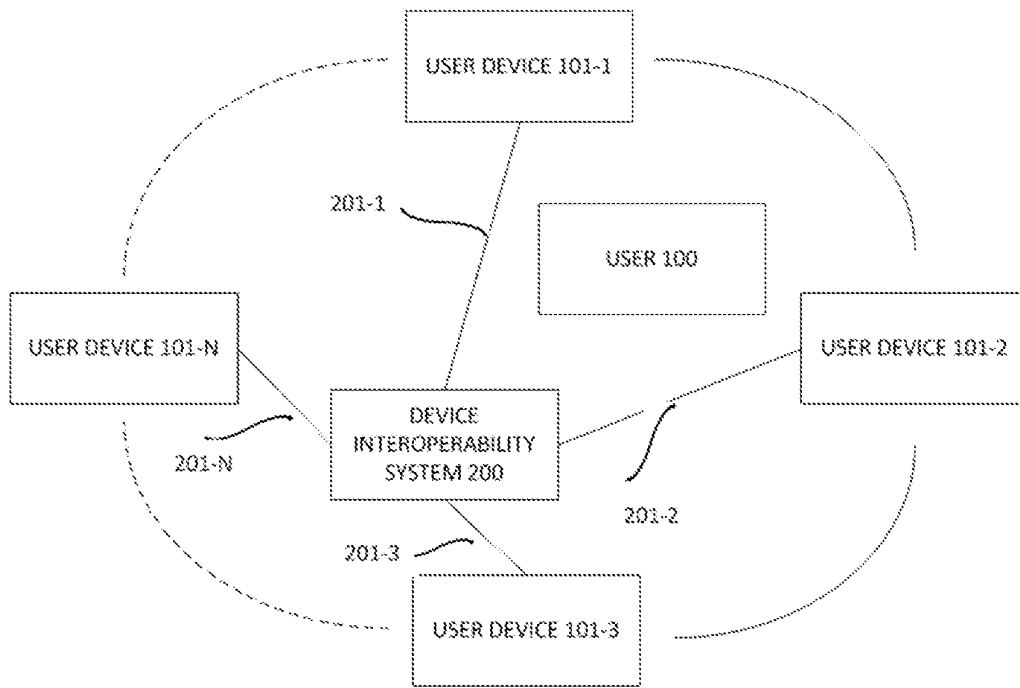 USER DEVICE 101-1
201-1
USER 100
USER DEVICE 101-N
USER DEVICE 101-2
DEVICE
INTEROPERABILITY
SYSTEM 200
201-N
201-2
201-3
USER DEVICE 101-3